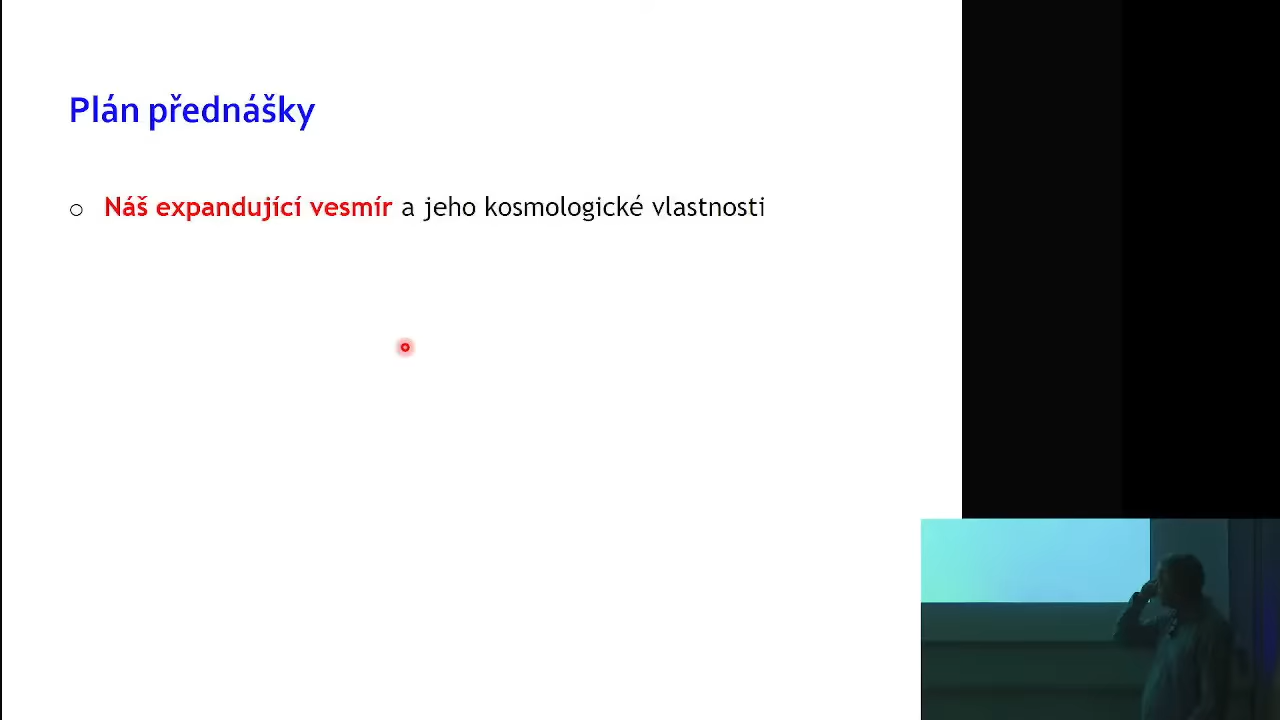 Plán přednášky
Náš expandující vesmír a jeho kosmologické vlastnosti